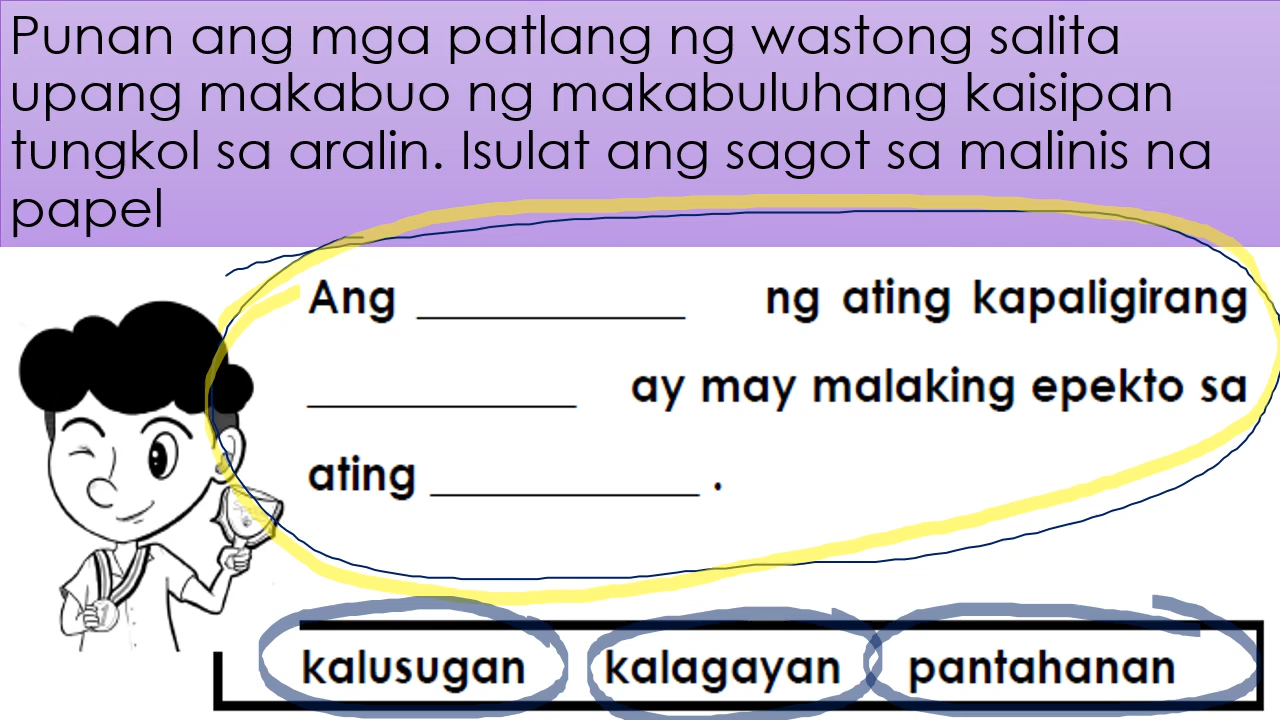 Punan ang mga patlang ng wastong salita
upang makabuo ng makabuluhang kaisipan
tungkol sa aralin. Isulat ang sagot sa malinis na
papel
Ang ____________ ng ating kapaligirang
____________ ay may malaking epekto sa
ating ____________ .
kalusugan kalagayan pantahanan